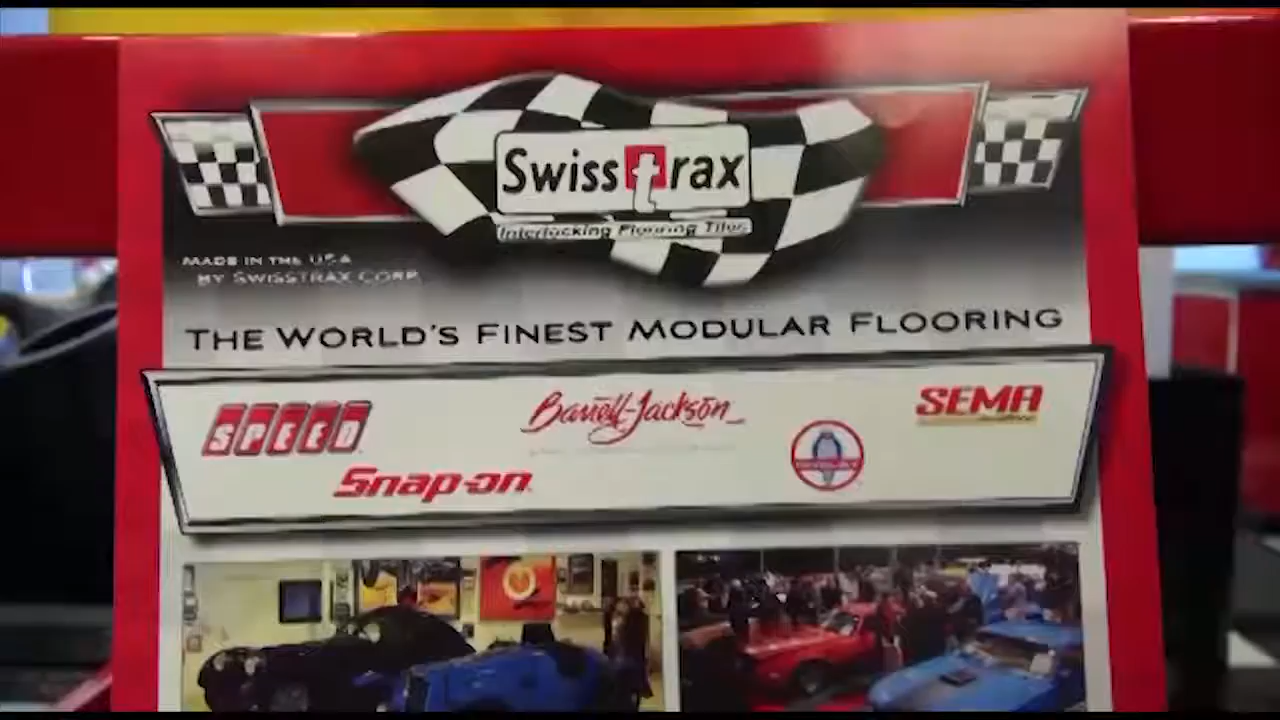 Swisstrax
Interlocking Flooring Tiles
MADE IN THE USA
BY SWISSTRAX CORP.
THE WORLD'S FINEST MODULAR FLOORING
SPEED
Barrett-Jackson
SEMA
Snap-on